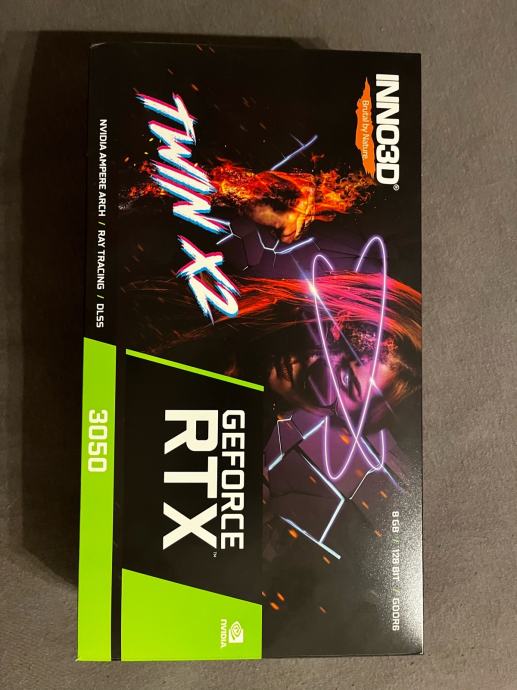 INNO3D®
Brutal by Nature
8 GB / 128 BIT / GDDR6
TWIN X2
NVIDIA AMPERE ARCH / RAY TRACING / DLSS
GEFORCE
RTX™
NVIDIA
3050